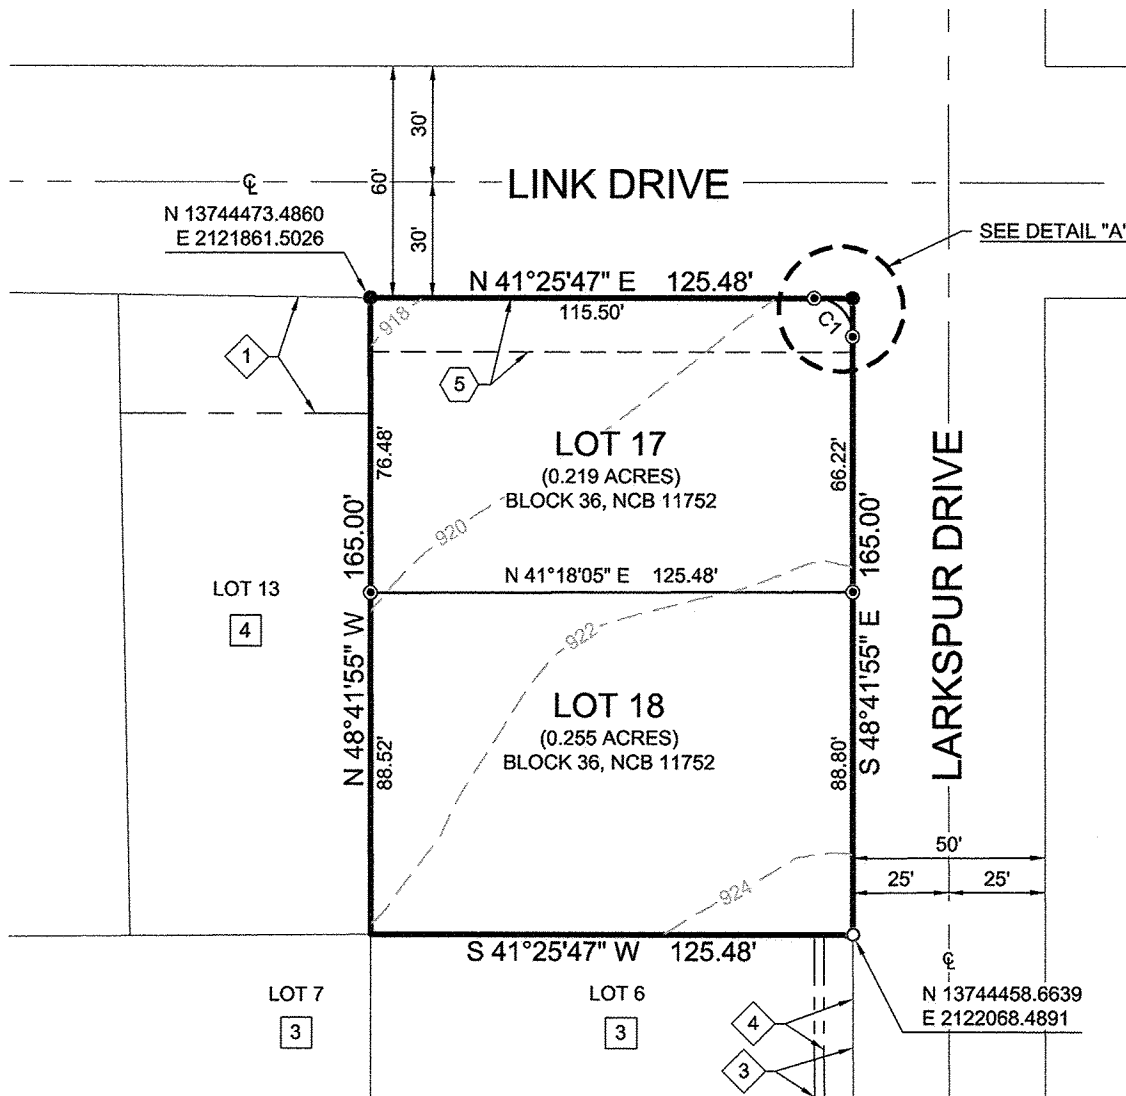 30'
60'
30'
℄
LINK DRIVE
N 13744473.4860
E 2121861.5026
SEE DETAIL "A"
N 41°25'47" E 125.48'
115.50'
C1
918
1
5
76.48'
66.22'
LOT 17
(0.219 ACRES)
BLOCK 36, NCB 11752
920
N 48°41'55" W 165.00'
S 48°41'55" E 165.00'
LARKSPUR DRIVE
N 41°18'05" E 125.48'
LOT 13
4
922
LOT 18
(0.255 ACRES)
BLOCK 36, NCB 11752
88.52'
88.80'
50'
25'
25'
924
S 41°25'47" W 125.48'
℄
N 13744458.6639
E 2122068.4891
LOT 7
3
LOT 6
3
4
3